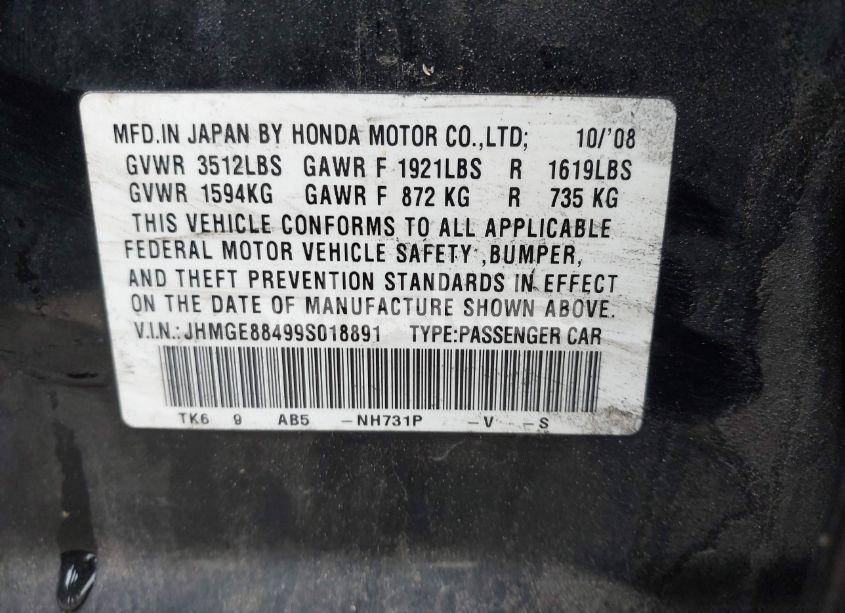 MFD.IN JAPAN BY HONDA MOTOR CO.,LTD; 10/'08
GVWR 3512LBS GAWR F 1921LBS R 1619LBS
GVWR 1594KG GAWR F 872 KG R 735 KG
THIS VEHICLE CONFORMS TO ALL APPLICABLE
FEDERAL MOTOR VEHICLE SAFETY ,BUMPER,
AND THEFT PREVENTION STANDARDS IN EFFECT
ON THE DATE OF MANUFACTURE SHOWN ABOVE.
V.I.N.:JHMGE88499S018891 TYPE:PASSENGER CAR
TK6 9 AB5 -NH731P -V -S